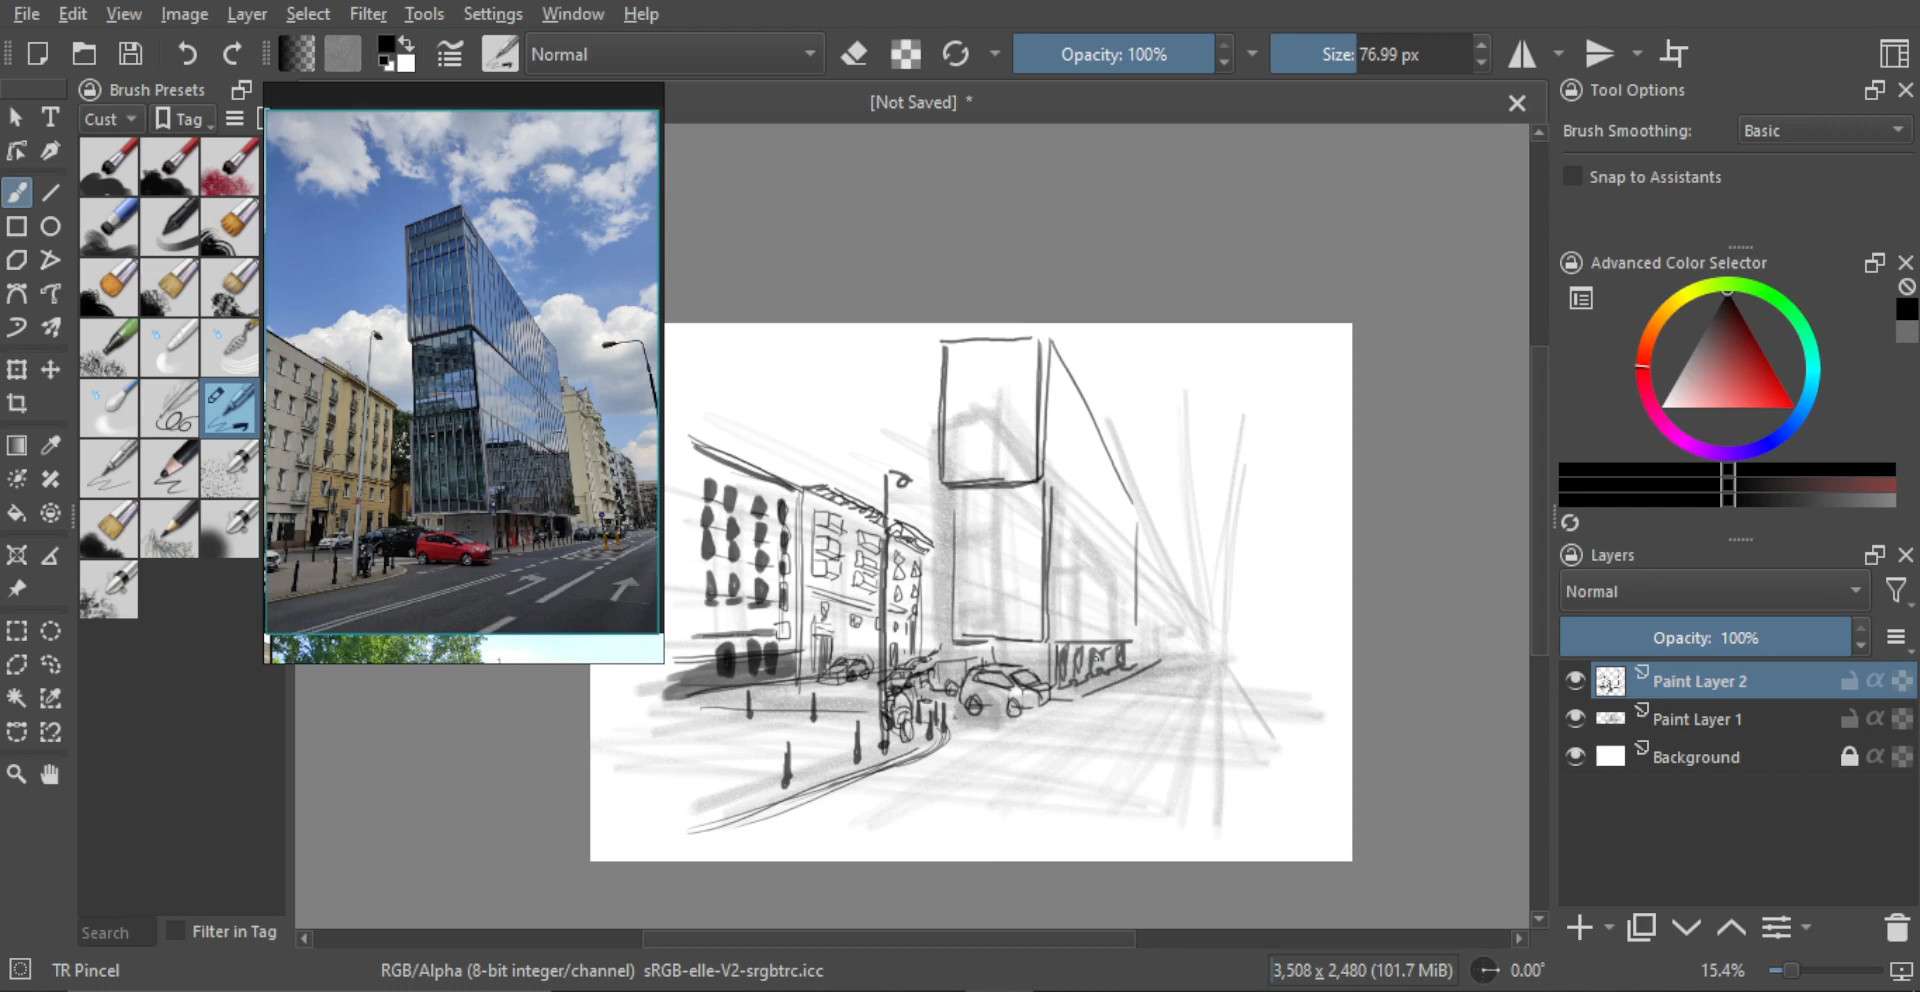 File Edit View Image Layer Select Filter Tools Settings Window Help
Normal
Opacity: 100%
Size: 76.99 px
Brush Presets
[Not Saved] *
Tool Options
Cust
Tag
Brush Smoothing:
Basic
Snap to Assistants
Advanced Color Selector
Layers
Normal
Opacity: 100%
Paint Layer 2
Paint Layer 1
Background
Search
Filter in Tag
TR Pincel
RGB/Alpha (8-bit integer/channel) sRGB-elle-V2-srgbtrc.icc
3,508 x 2,480 (101.7 MiB)
0.00°
15.4%